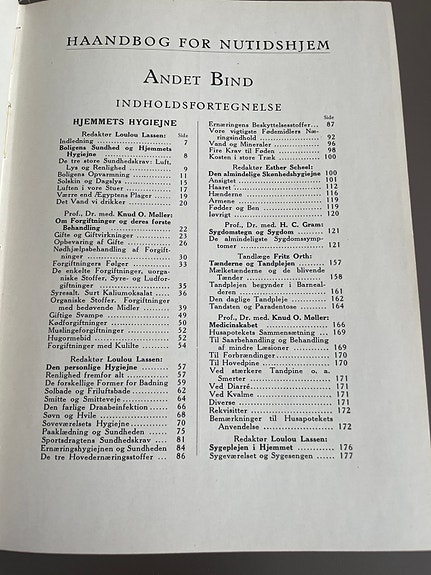 HAANDBOG FOR NUTIDSHJEM
ANDET BIND
INDHOLDSFORTEGNELSE
HJEMMETS HYGIEJNE
Redaktør Loulou Lassen: Side
Indledning 7
Boligens Sundhed og Hjemmets
Hygiejne 8
De tre store Sundhedskrav: Luft,
Lys og Renlighed 9
Boligens Opvarmning 11
Solskin og Dagslys 15
Luften i vore Stuer 17
Værre end Ægyptens Plager 19
Det Vand vi drikker 20
Prof., Dr. med. Knud O. Møller:
Om Forgiftninger og deres første
Behandling 22
Gifte og Giftvirkninger 23
Opbevaring af Gifte 26
Nødhjælpsbehandling af Forgift-
ninger 30
Forgiftningers Følger 33
De enkelte Forgiftninger, uorga-
niske Stoffer, Syre- og Ludfor-
giftninger 35
Syresalt. Surt Kaliumoksalat 36
Organiske Stoffer. Forgiftninger
med bedøvende Midler 39
Giftige Svampe 49
Kødforgiftninger 50
Muslingeforgiftninger 52
Hugormebid 52
Forgiftninger med Kulilte 54
Redaktør Loulou Lassen:
Den personlige Hygiejne 57
Renlighed fremfor alt 57
De forskellige Former for Badning 59
Solbade og Friluftsbade 62
Smitte og Smitteveje 64
Den farlige Draabeinfektion 66
Søvn og Hvile 68
Soveværelsets Hygiejne 70
Paaklædning og Sundheden 75
Sportsdragtens Sundhedskrav 81
Ernæringshygiejnen og Sundheden 84
De tre Hovedernæringsstoffer 86
Side
Ernæringens Beskyttelsesstoffer 87
Vore vigtigste Fødemidlers Næ-
ringsindhold 92
Vand og Mineraler 96
Fire Krav til Føden 98
Kosten i store Træk 100
Redaktør Esther Scheel:
Den almindelige Skønhedshygiejne 100
Ansigtet 101
Haaret 112
Hænderne 116
Armene 119
Fødder og Ben 119
Iøvrigt 120
Prof., Dr. med. H. C. Gram:
Sygdomstegn og Sygdom 121
De almindeligste Sygdomssymp-
tomer 121
Tandlæge Fritz Orth:
Tænderne og Tandplejen 157
Mælketænderne og de blivende
Tænder 158
Tandplejen begynder i Barneal-
deren 161
Den daglige Tandpleje 162
Tandsten og Paradentose 164
Prof., Dr. med. Knud O. Møller:
Medicinskabet 166
Husapotekets Sammensætning 169
Til Saarbehandling og Behandling
af mindre Læsioner 169
Til Forbrændinger 170
Til Hovedpine 170
Ved stærkere Tandpine o. a.
Smerter 171
Ved Diarré 171
Ved Kvalme 171
Diverse 171
Rekvisitter 172
Bemærkninger til Husapotekets
Anvendelse 172
Redaktør Loulou Lassen:
Sygeplejen i Hjemmet 176
Sygeværelset og Sygesengen 177